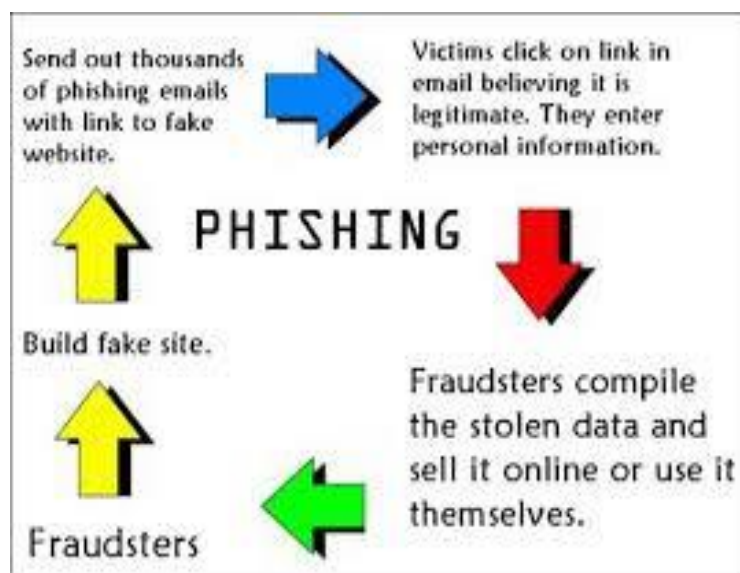 Send out thousands
of phishing emails
with link to fake
website.
Victims click on link in
email believing it is
legitimate. They enter
personal information.
PHISHING
Build fake site.
Fraudsters compile
the stolen data and
sell it online or use it
themselves.
Fraudsters